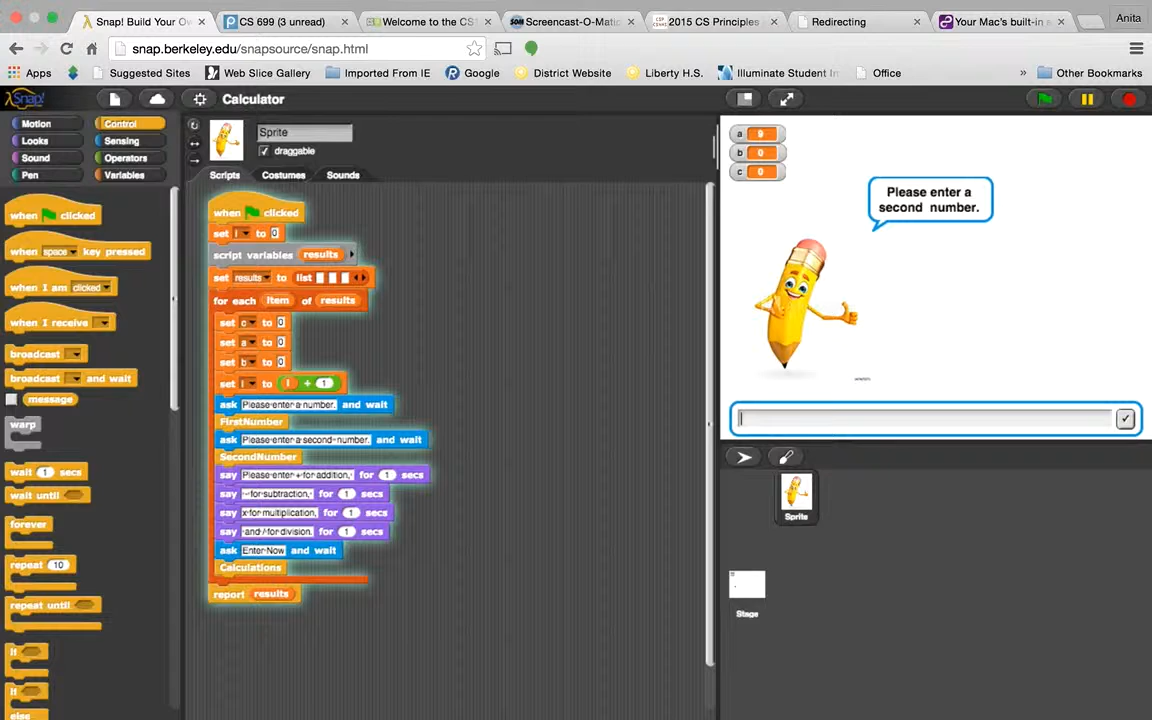 Snap! Build Your Ow
CS 699 (3 unread)
Welcome to the CS
Screencast-O-Matic
2015 CS Principles
Redirecting
Your Mac's built-in
Anita
snap.berkeley.edu/snapsource/snap.html
Apps
Suggested Sites
Web Slice Gallery
Imported From IE
Google
District Website
Liberty H.S.
Illuminate Student In
Office
»
Other Bookmarks
Snap!
Calculator
Motion
Control
Looks
Sensing
Sound
Operators
Pen
Variables
Sprite
draggable
Scripts
Costumes
Sounds
when clicked
when space key pressed
when I am clicked
when I receive
broadcast
broadcast and wait
message
warp
wait 1 secs
wait until
forever
repeat 10
repeat until
if
if
else
when clicked
set i to 0
script variables results
set results to list
for each item of results
set c to 0
set a to 0
set b to 0
set i to i + 1
ask Please enter a number. and wait
FirstNumber
ask Please enter a second number. and wait
SecondNumber
say Please enter + for addition, for 1 secs
say - for subtraction, for 1 secs
say x for multiplication, for 1 secs
say and / for division. for 1 secs
ask Enter Now and wait
Calculations
report results
a 9
b 0
c 0
Please enter a
second number.
Sprite
Stage